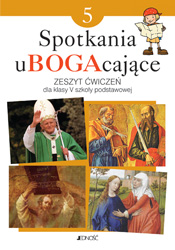 5
Spotkania
uBOGAcające
ZESZYT ĆWICZEŃ
dla klasy V szkoły podstawowej
JEDNOŚĆ